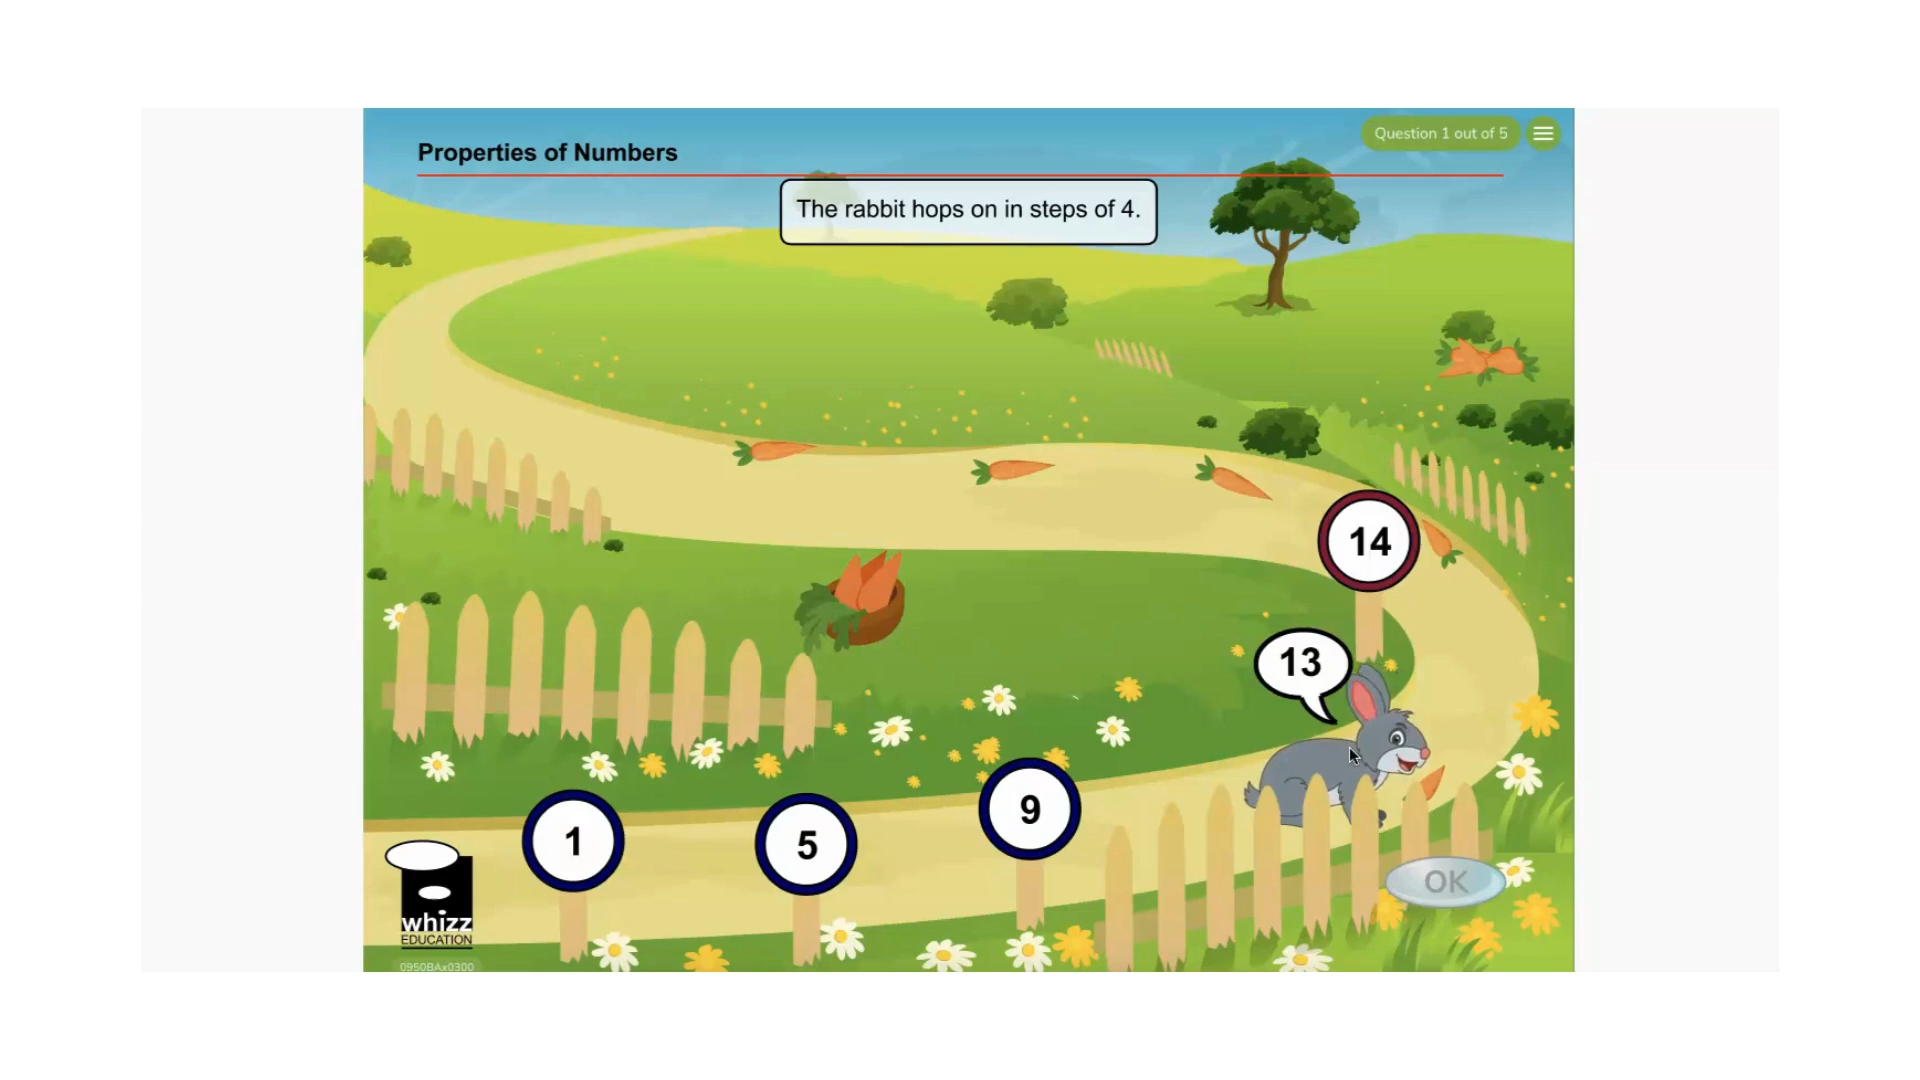 Question 1 out of 5
Properties of Numbers
The rabbit hops on in steps of 4.
14
13
9
1
5
OK
whizz
EDUCATION
0950BAx0300